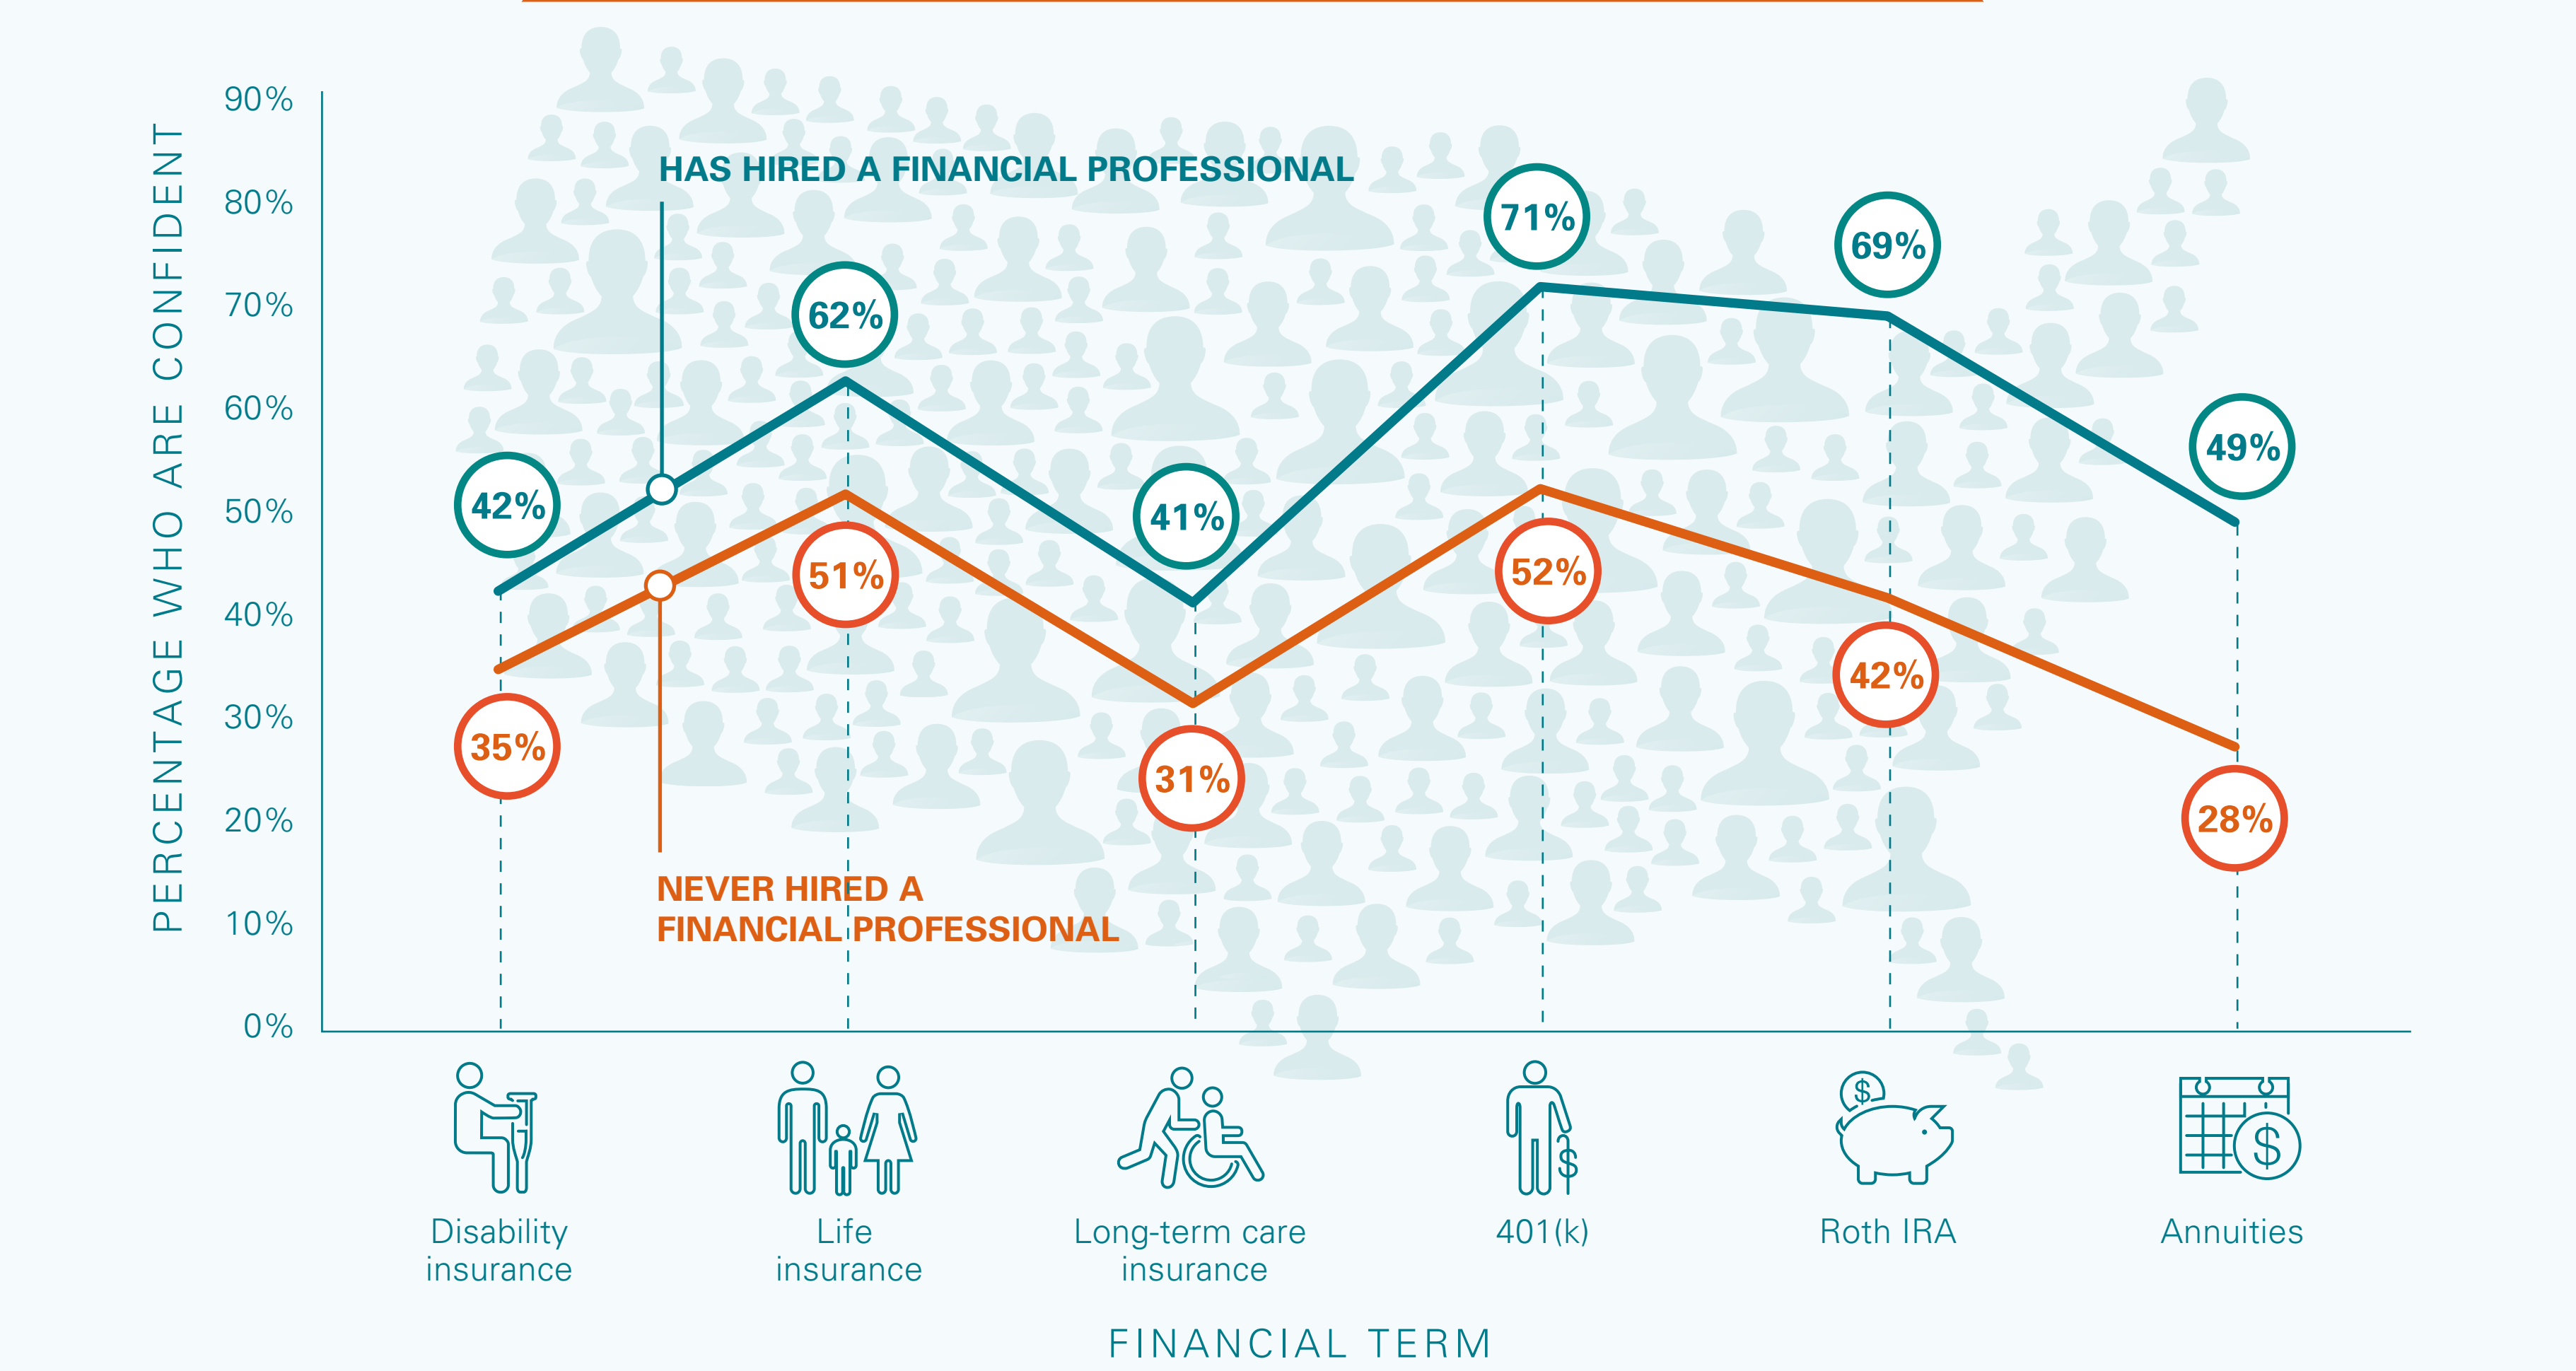 PERCENTAGE WHO ARE CONFIDENT
90%
80%
70%
60%
50%
40%
30%
20%
10%
0%
HAS HIRED A FINANCIAL PROFESSIONAL
42%
62%
41%
71%
69%
49%
35%
51%
31%
52%
42%
28%
NEVER HIRED A
FINANCIAL PROFESSIONAL
$
$
$
Disability
insurance
Life
insurance
Long-term care
insurance
401(k)
Roth IRA
Annuities
FINANCIAL TERM